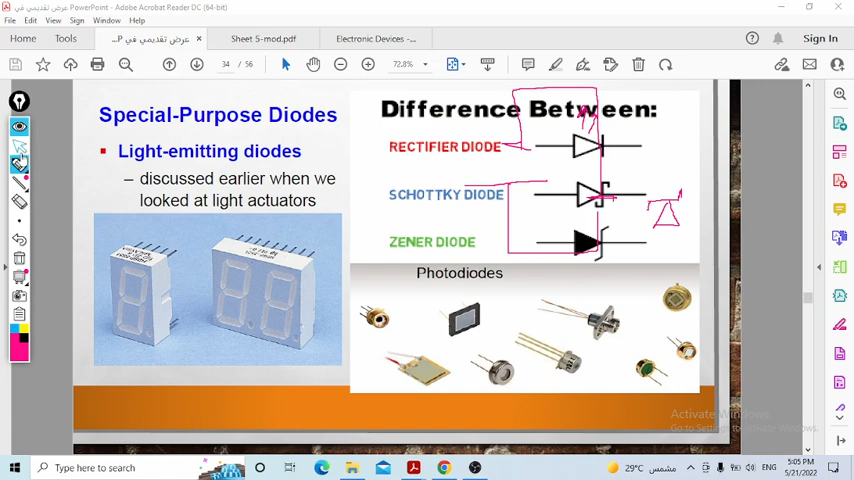 عرض تقديمي في PowerPoint - Adobe Acrobat Reader DC (64-bit)
File Edit View Sign Window Help
Home Tools عرض تقديمي في P... × Sheet 5-mod.pdf Electronic Devices -... Sign In
34 / 56 72.8%
Special-Purpose Diodes
Light-emitting diodes
– discussed earlier when we
looked at light actuators
Difference Between:
RECTIFIER DIODE
SCHOTTKY DIODE
ZENER DIODE
Photodiodes
Activate Windows
Go to Settings to activate Windows.
Type here to search
29°C مشمس ENG 5:05 PM
5/21/2022